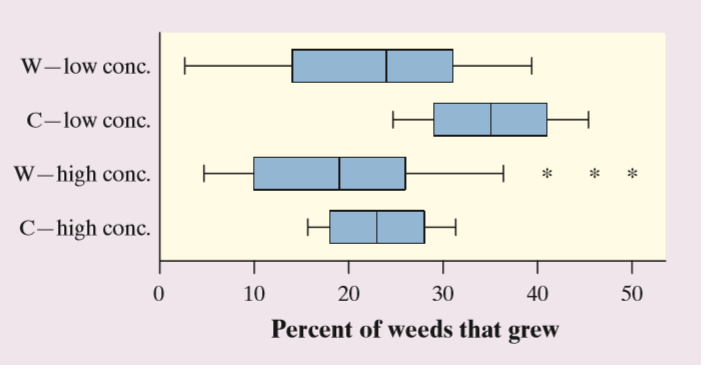 W—low conc.
C—low conc.
W—high conc.
* * *
C—high conc.
0 10 20 30 40 50
Percent of weeds that grew